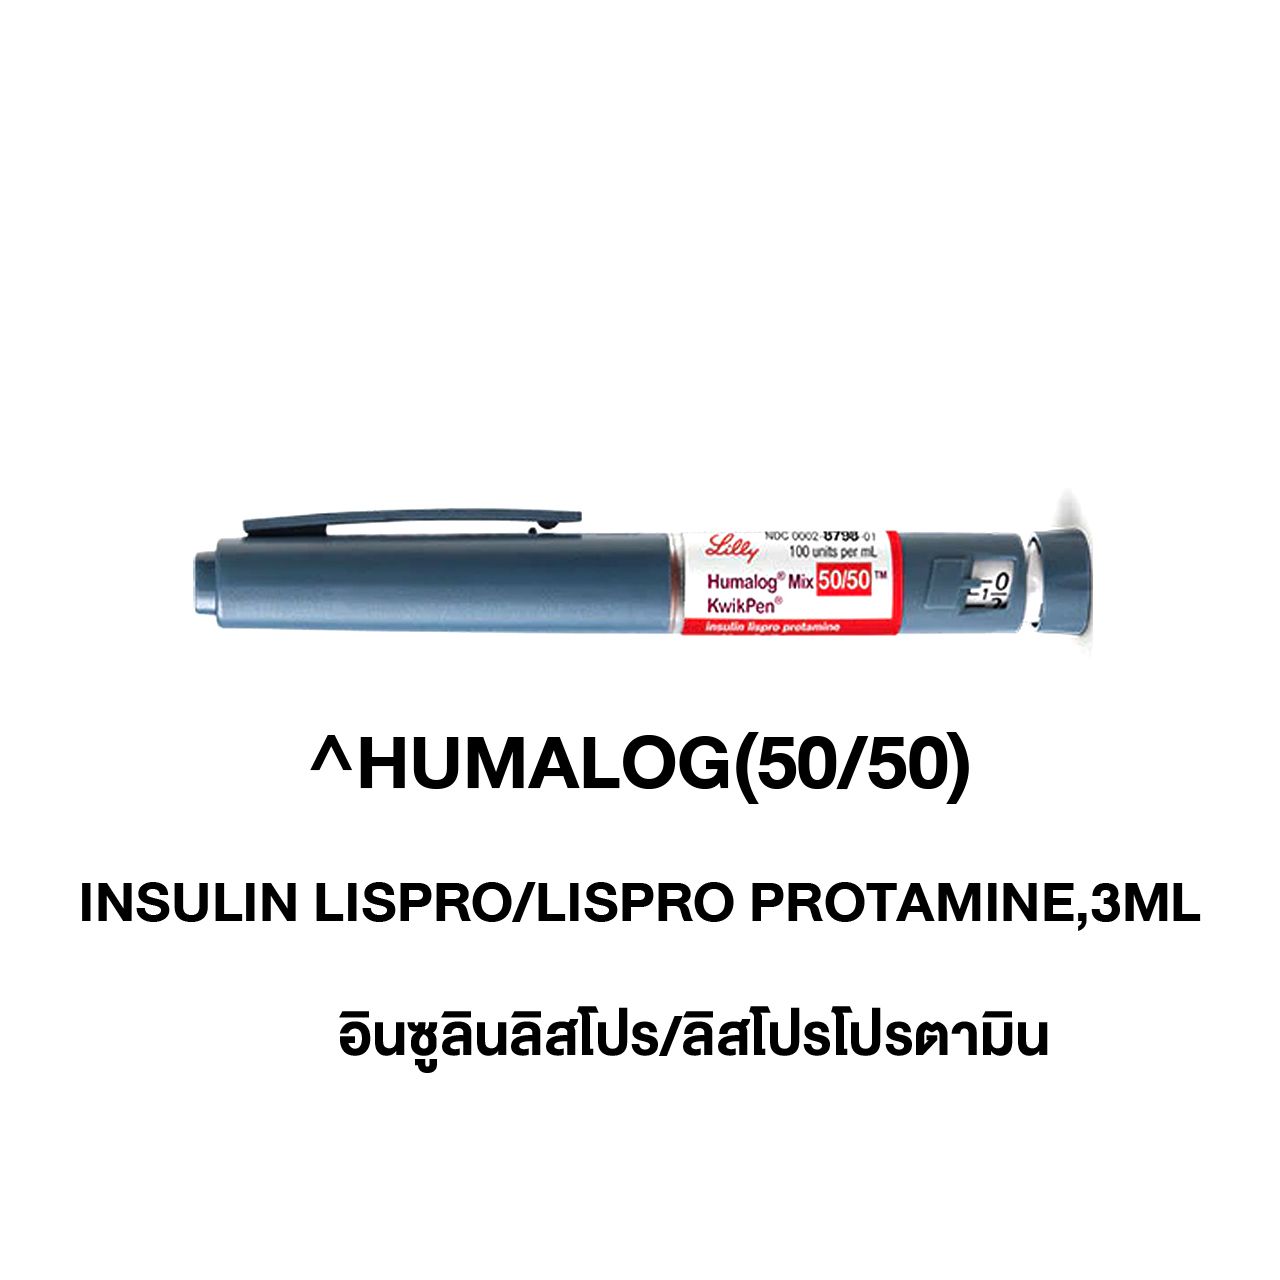 Lilly
NDC 0002-8798-01
100 units per mL
Humalog® Mix 50/50™
KwikPen®
insulin lispro protamine
0
1
^HUMALOG(50/50)
INSULIN LISPRO/LISPRO PROTAMINE,3ML
อินซูลินลิสโปร/ลิสโปรโปรตามิน